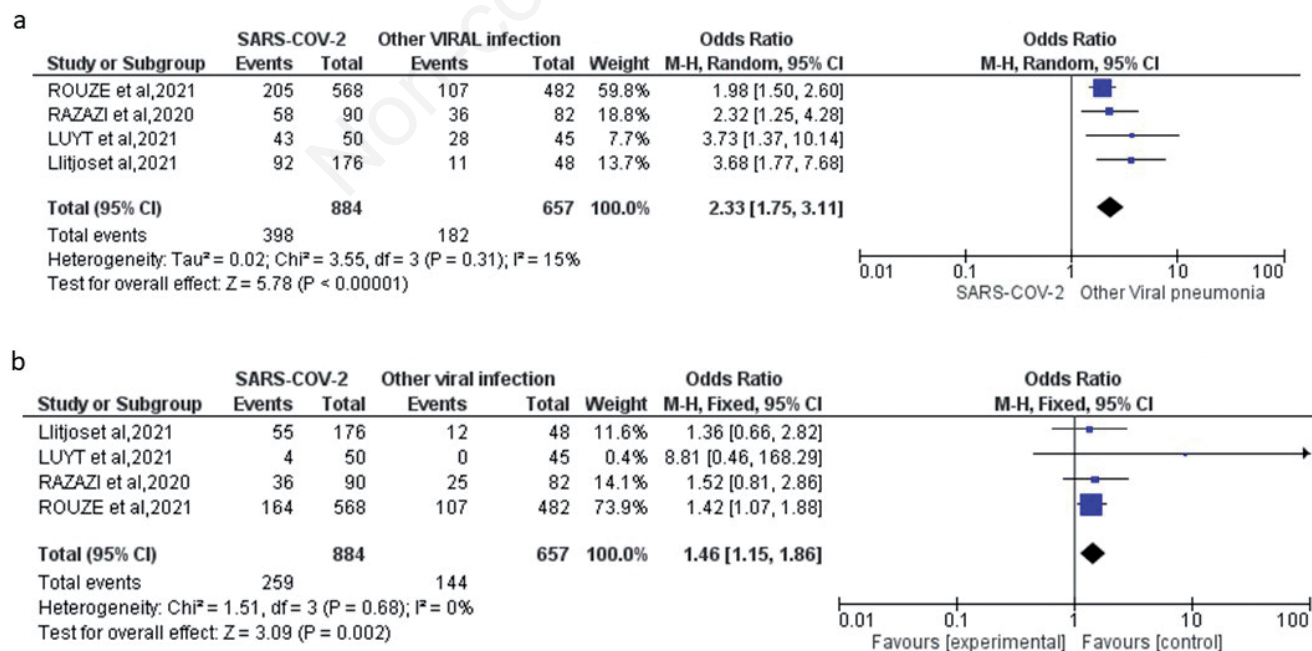 a
SARS-COV-2 Other VIRAL infection Odds Ratio Odds Ratio
Study or Subgroup Events Total Events Total Weight M-H, Random, 95% CI M-H, Random, 95% CI
ROUZE et al,2021 205 568 107 482 59.8% 1.98 [1.50, 2.60]
RAZAZI et al,2020 58 90 36 82 18.8% 2.32 [1.25, 4.28]
LUYT et al,2021 43 50 28 45 7.7% 3.73 [1.37, 10.14]
Llitjoset al,2021 92 176 11 48 13.7% 3.68 [1.77, 7.68]
Total (95% CI) 884 657 100.0% 2.33 [1.75, 3.11]
Total events 398 182
Heterogeneity: Tau² = 0.02; Chi² = 3.55, df = 3 (P = 0.31); I² = 15%
Test for overall effect: Z = 5.78 (P < 0.00001)
0.01 0.1 1 10 100
SARS-COV-2 Other Viral pneumonia
b
SARS-COV-2 Other viral infection Odds Ratio Odds Ratio
Study or Subgroup Events Total Events Total Weight M-H, Fixed, 95% CI M-H, Fixed, 95% CI
Llitjoset al,2021 55 176 12 48 11.6% 1.36 [0.66, 2.82]
LUYT et al,2021 4 50 0 45 0.4% 8.81 [0.46, 168.29]
RAZAZI et al,2020 36 90 25 82 14.1% 1.52 [0.81, 2.86]
ROUZE et al,2021 164 568 107 482 73.9% 1.42 [1.07, 1.88]
Total (95% CI) 884 657 100.0% 1.46 [1.15, 1.86]
Total events 259 144
Heterogeneity: Chi² = 1.51, df = 3 (P = 0.68); I² = 0%
Test for overall effect: Z = 3.09 (P = 0.002)
0.01 0.1 1 10 100
Favours [experimental] Favours [control]